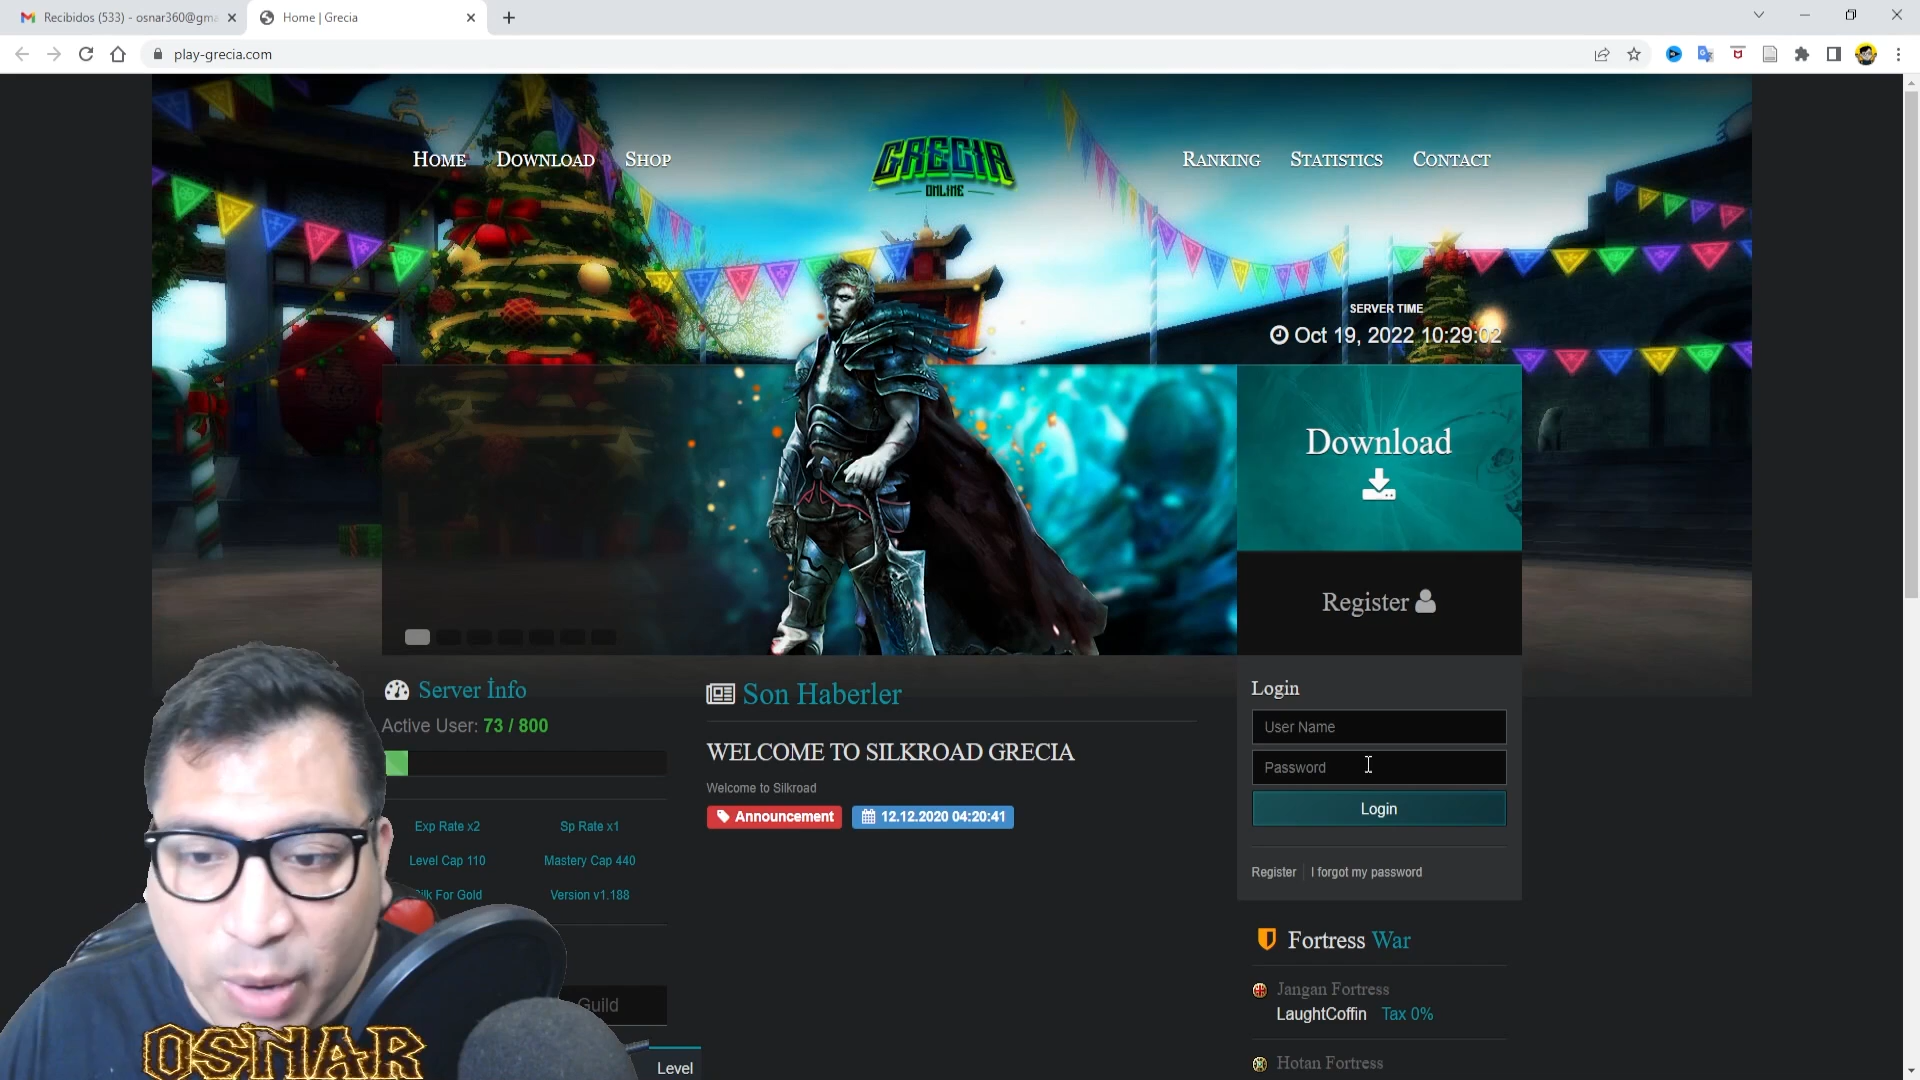 Recibidos (533) - osnar360@gma
Home | Grecia
play-grecia.com
HOME
DOWNLOAD
SHOP
GRECIA
ONLINE
RANKING
STATISTICS
CONTACT
SERVER TIME
Oct 19, 2022 10:29:02
Download
Register
Server İnfo
Active User: 73 / 800
Exp Rate x2
Sp Rate x1
Level Cap 110
Mastery Cap 440
ilk For Gold
Version v1.188
Guild
Level
Son Haberler
WELCOME TO SILKROAD GRECIA
Welcome to Silkroad
Announcement
12.12.2020 04:20:41
Login
User Name
Password
Login
Register
I forgot my password
Fortress War
Jangan Fortress
LaughtCoffin Tax 0%
Hotan Fortress
OSNAR